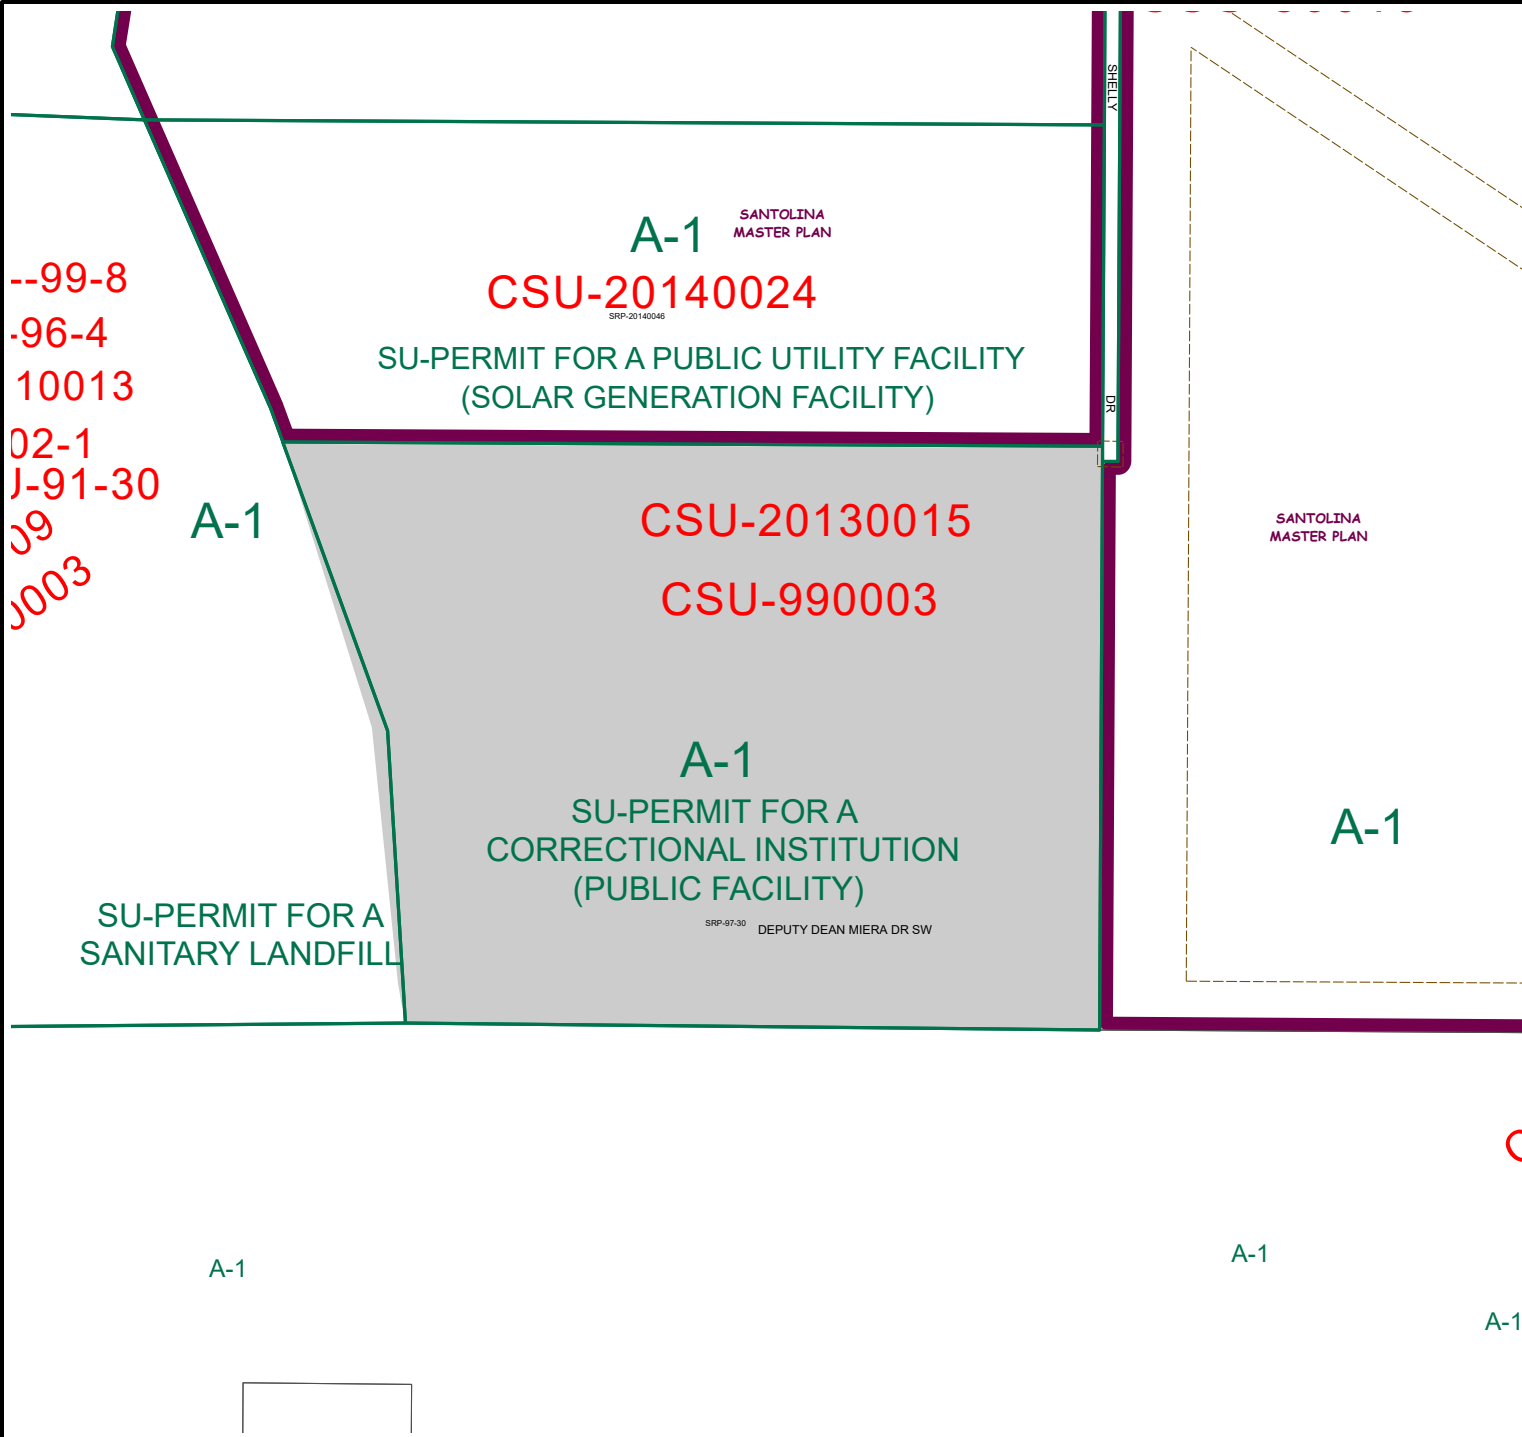 SHELLY
A-1
SANTOLINA
MASTER PLAN
CSU-20140024
SRP-20140046
SU-PERMIT FOR A PUBLIC UTILITY FACILITY
(SOLAR GENERATION FACILITY)
DR
--99-8
-96-4
10013
02-1
J-91-30
09
0003
A-1
CSU-20130015
CSU-990003
SANTOLINA
MASTER PLAN
A-1
SU-PERMIT FOR A
CORRECTIONAL INSTITUTION
(PUBLIC FACILITY)
SRP-97-30
DEPUTY DEAN MIERA DR SW
A-1
SU-PERMIT FOR A
SANITARY LANDFILL
A-1
A-1
A-1